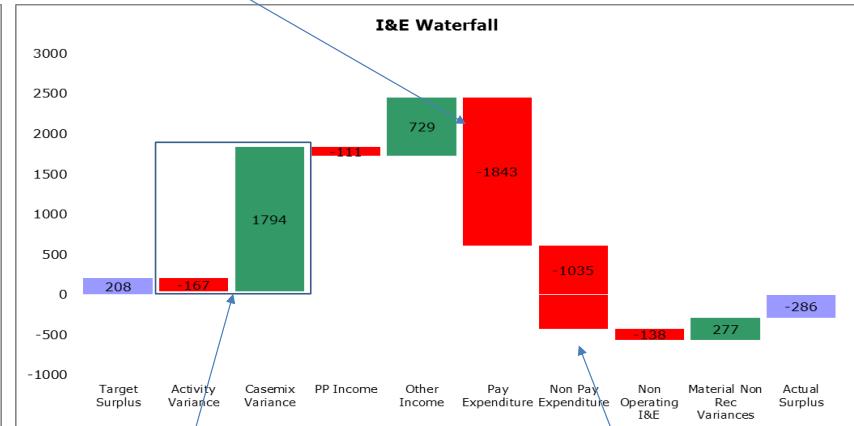 I&E Waterfall
3000
2500
2000
1500
1000
500
0
-500
-1000
208
-167
1794
-111
729
-1843
-1035
-138
277
-286
Target
Surplus
Activity
Variance
Casemix
Variance
PP Income
Other
Income
Pay
Expenditure
Non Pay
Expenditure
Non
Operating
I&E
Material Non
Rec
Variances
Actual
Surplus